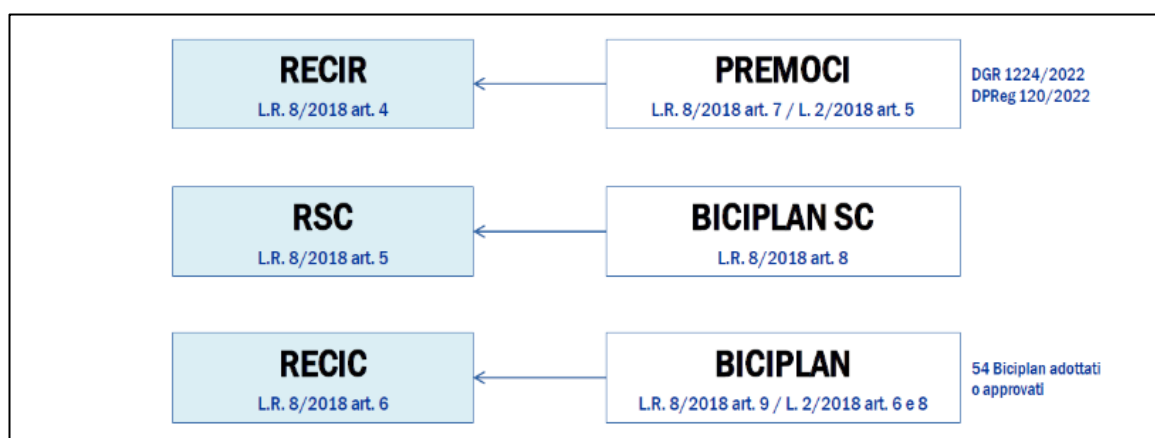 RECIR
L.R. 8/2018 art. 4
PREMOCI
L.R. 8/2018 art. 7 / L. 2/2018 art. 5
DGR 1224/2022
DPReg 120/2022
RSC
L.R. 8/2018 art. 5
BICIPLAN SC
L.R. 8/2018 art. 8
RECIC
L.R. 8/2018 art. 6
BICIPLAN
L.R. 8/2018 art. 9 / L. 2/2018 art. 6 e 8
54 Biciplan adottati
o approvati